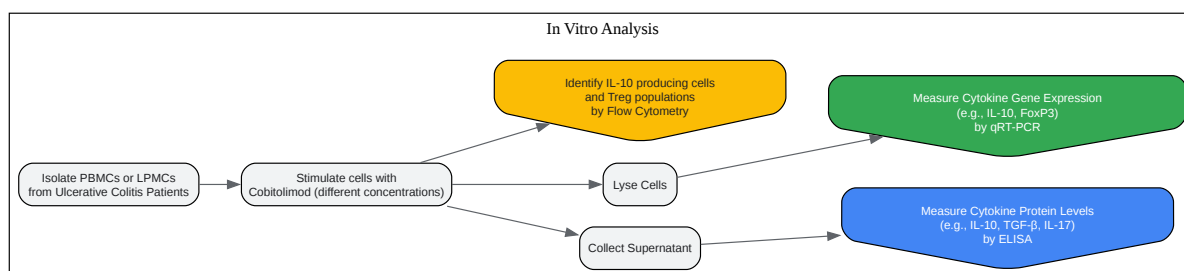 In Vitro Analysis
Identify IL-10 producing cells
and Treg populations
by Flow Cytometry
Measure Cytokine Gene Expression
(e.g., IL-10, FoxP3)
by qRT-PCR
Isolate PBMCs or LPMCs
from Ulcerative Colitis Patients
Stimulate cells with
Cobitolimod (different concentrations)
Lyse Cells
Measure Cytokine Protein Levels
(e.g., IL-10, TGF-β, IL-17)
by ELISA
Collect Supernatant